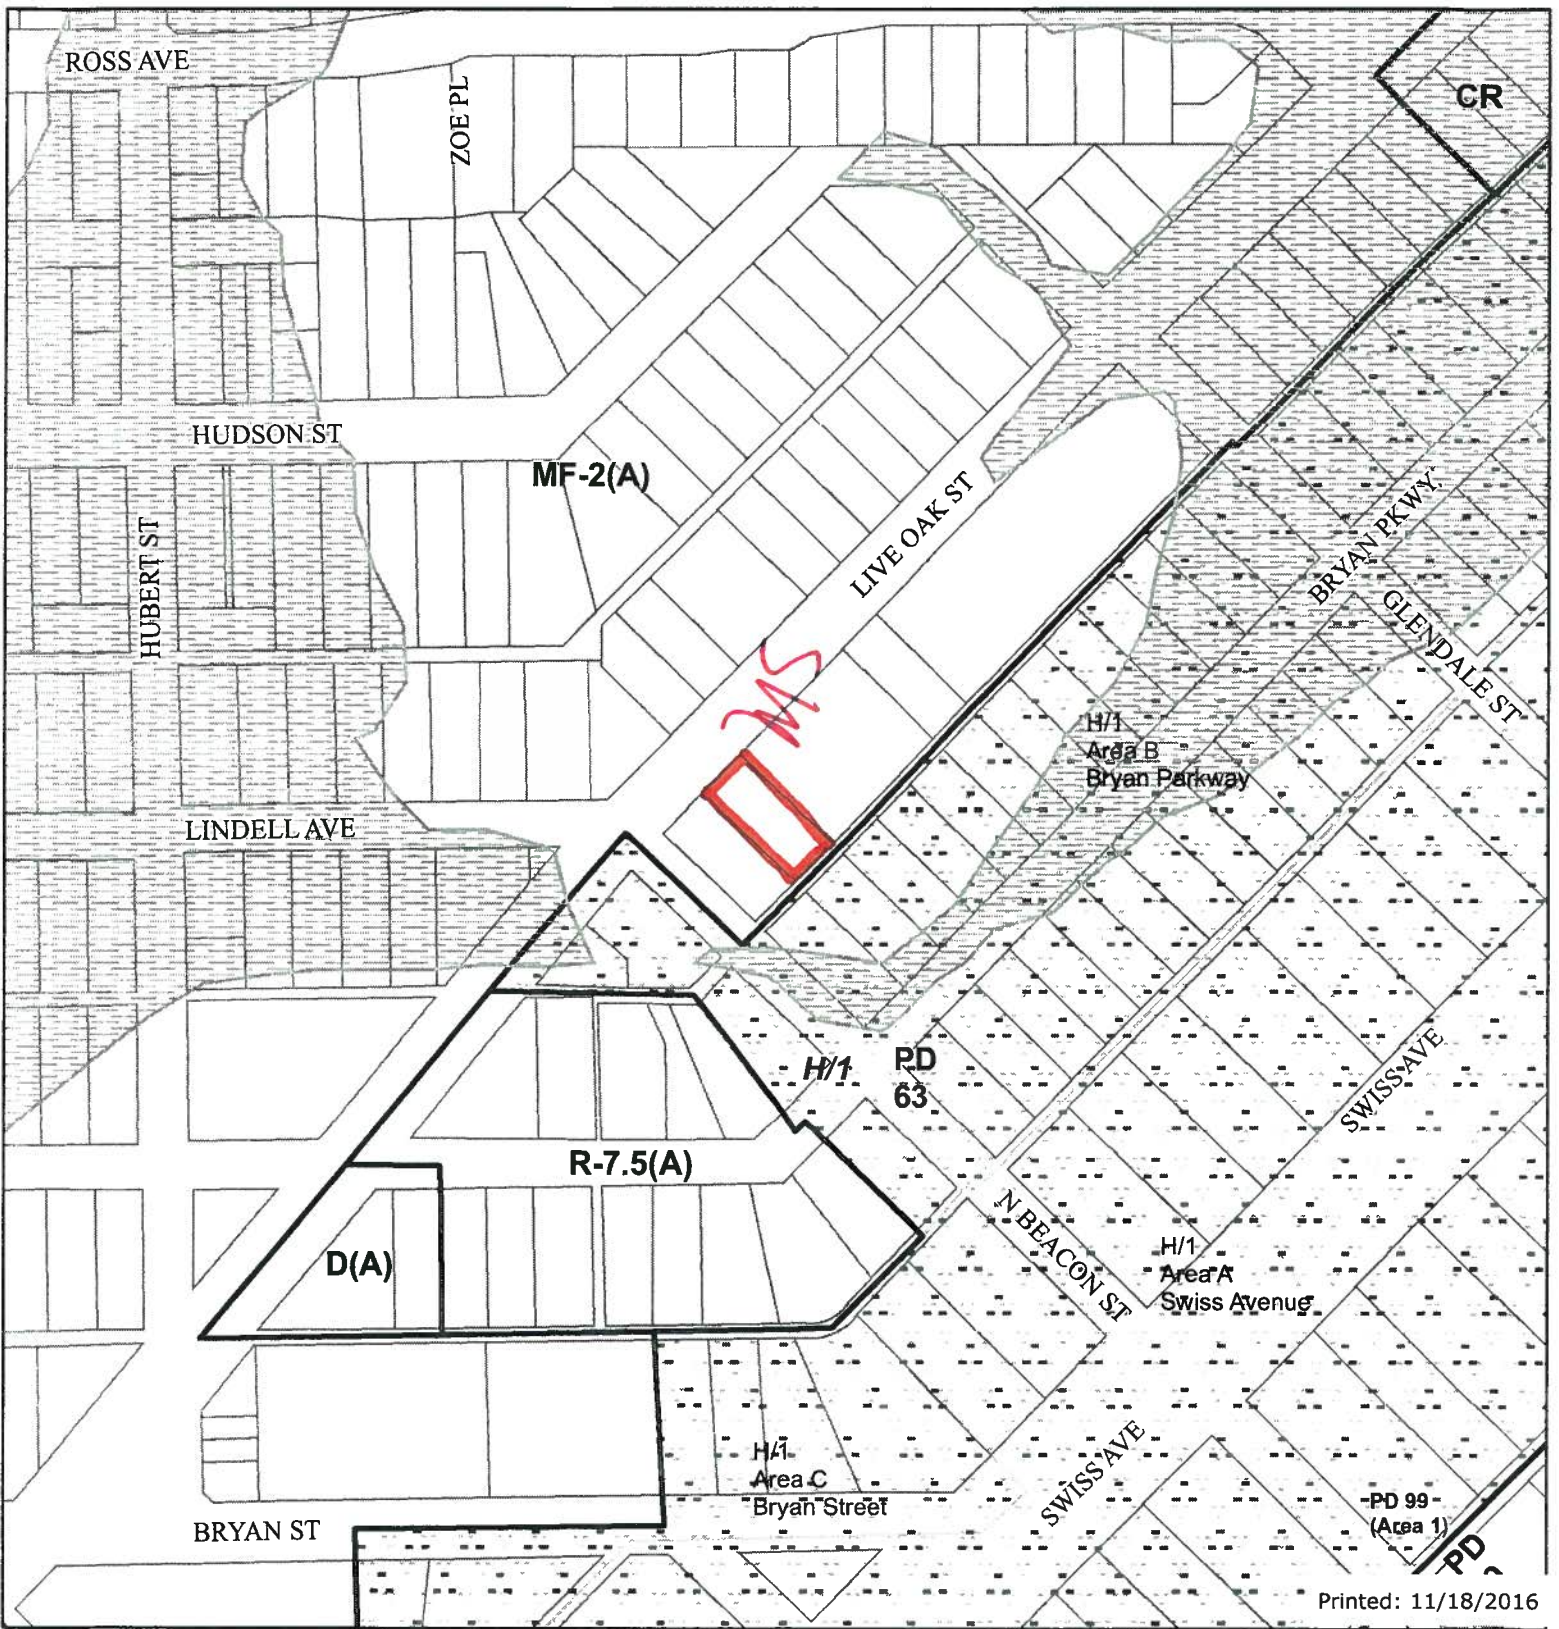 ROSS AVE
ZOE PL
CR
HUDSON ST
MF-2(A)
HUBERT ST
LIVE OAK ST
BRYAN PKWY
GLENDALE ST
H/1
Area B
Bryan Parkway
LINDELL AVE
H/1
PD
63
SWISS AVE
R-7.5(A)
N BEACON ST
D(A)
H/1
Area A
Swiss Avenue
H/1
Area C
Bryan Street
SWISS AVE
BRYAN ST
PD 99
(Area 1)
PD
Printed: 11/18/2016